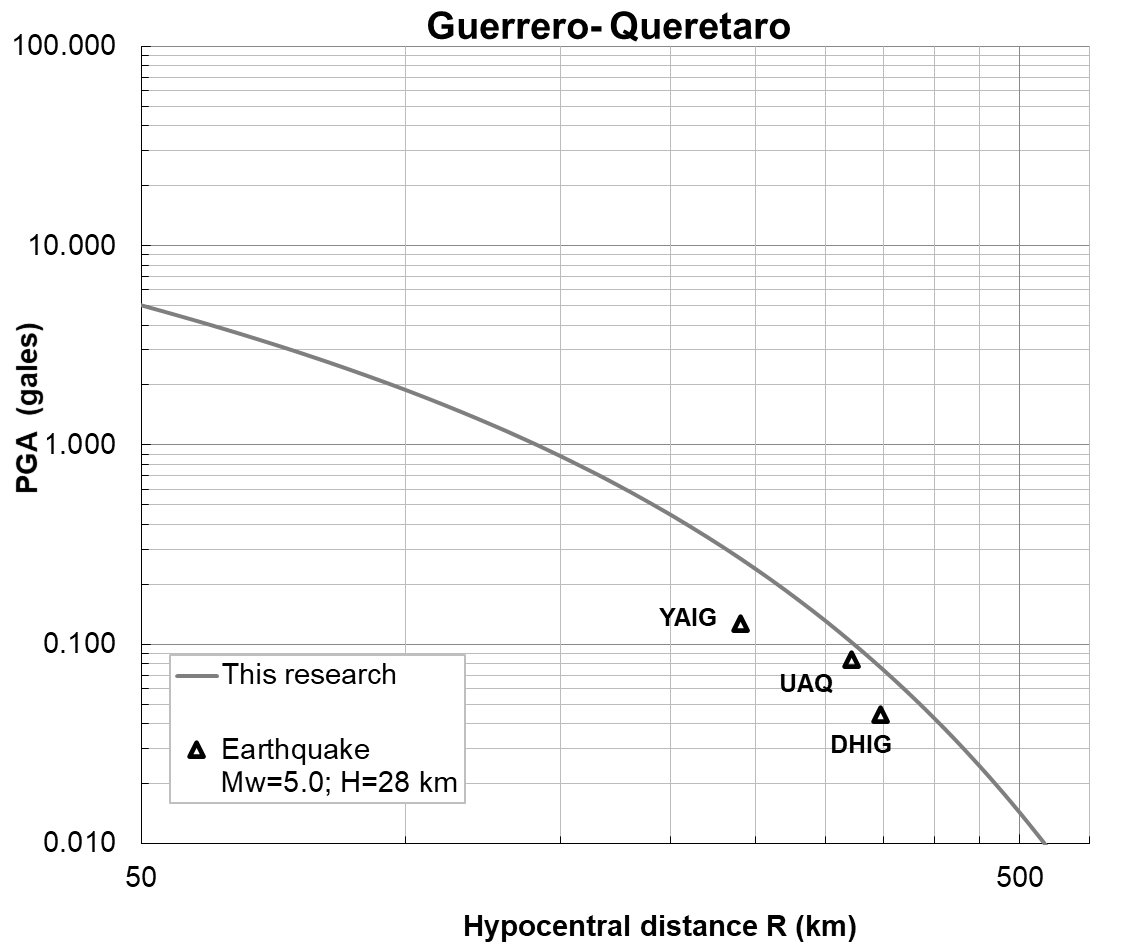 Guerrero- Queretaro
100.000
10.000
1.000
0.100
0.010
PGA (gales)
YAIG
UAQ
DHIG
This research
Earthquake
Mw=5.0; H=28 km
50
500
Hypocentral distance R (km)